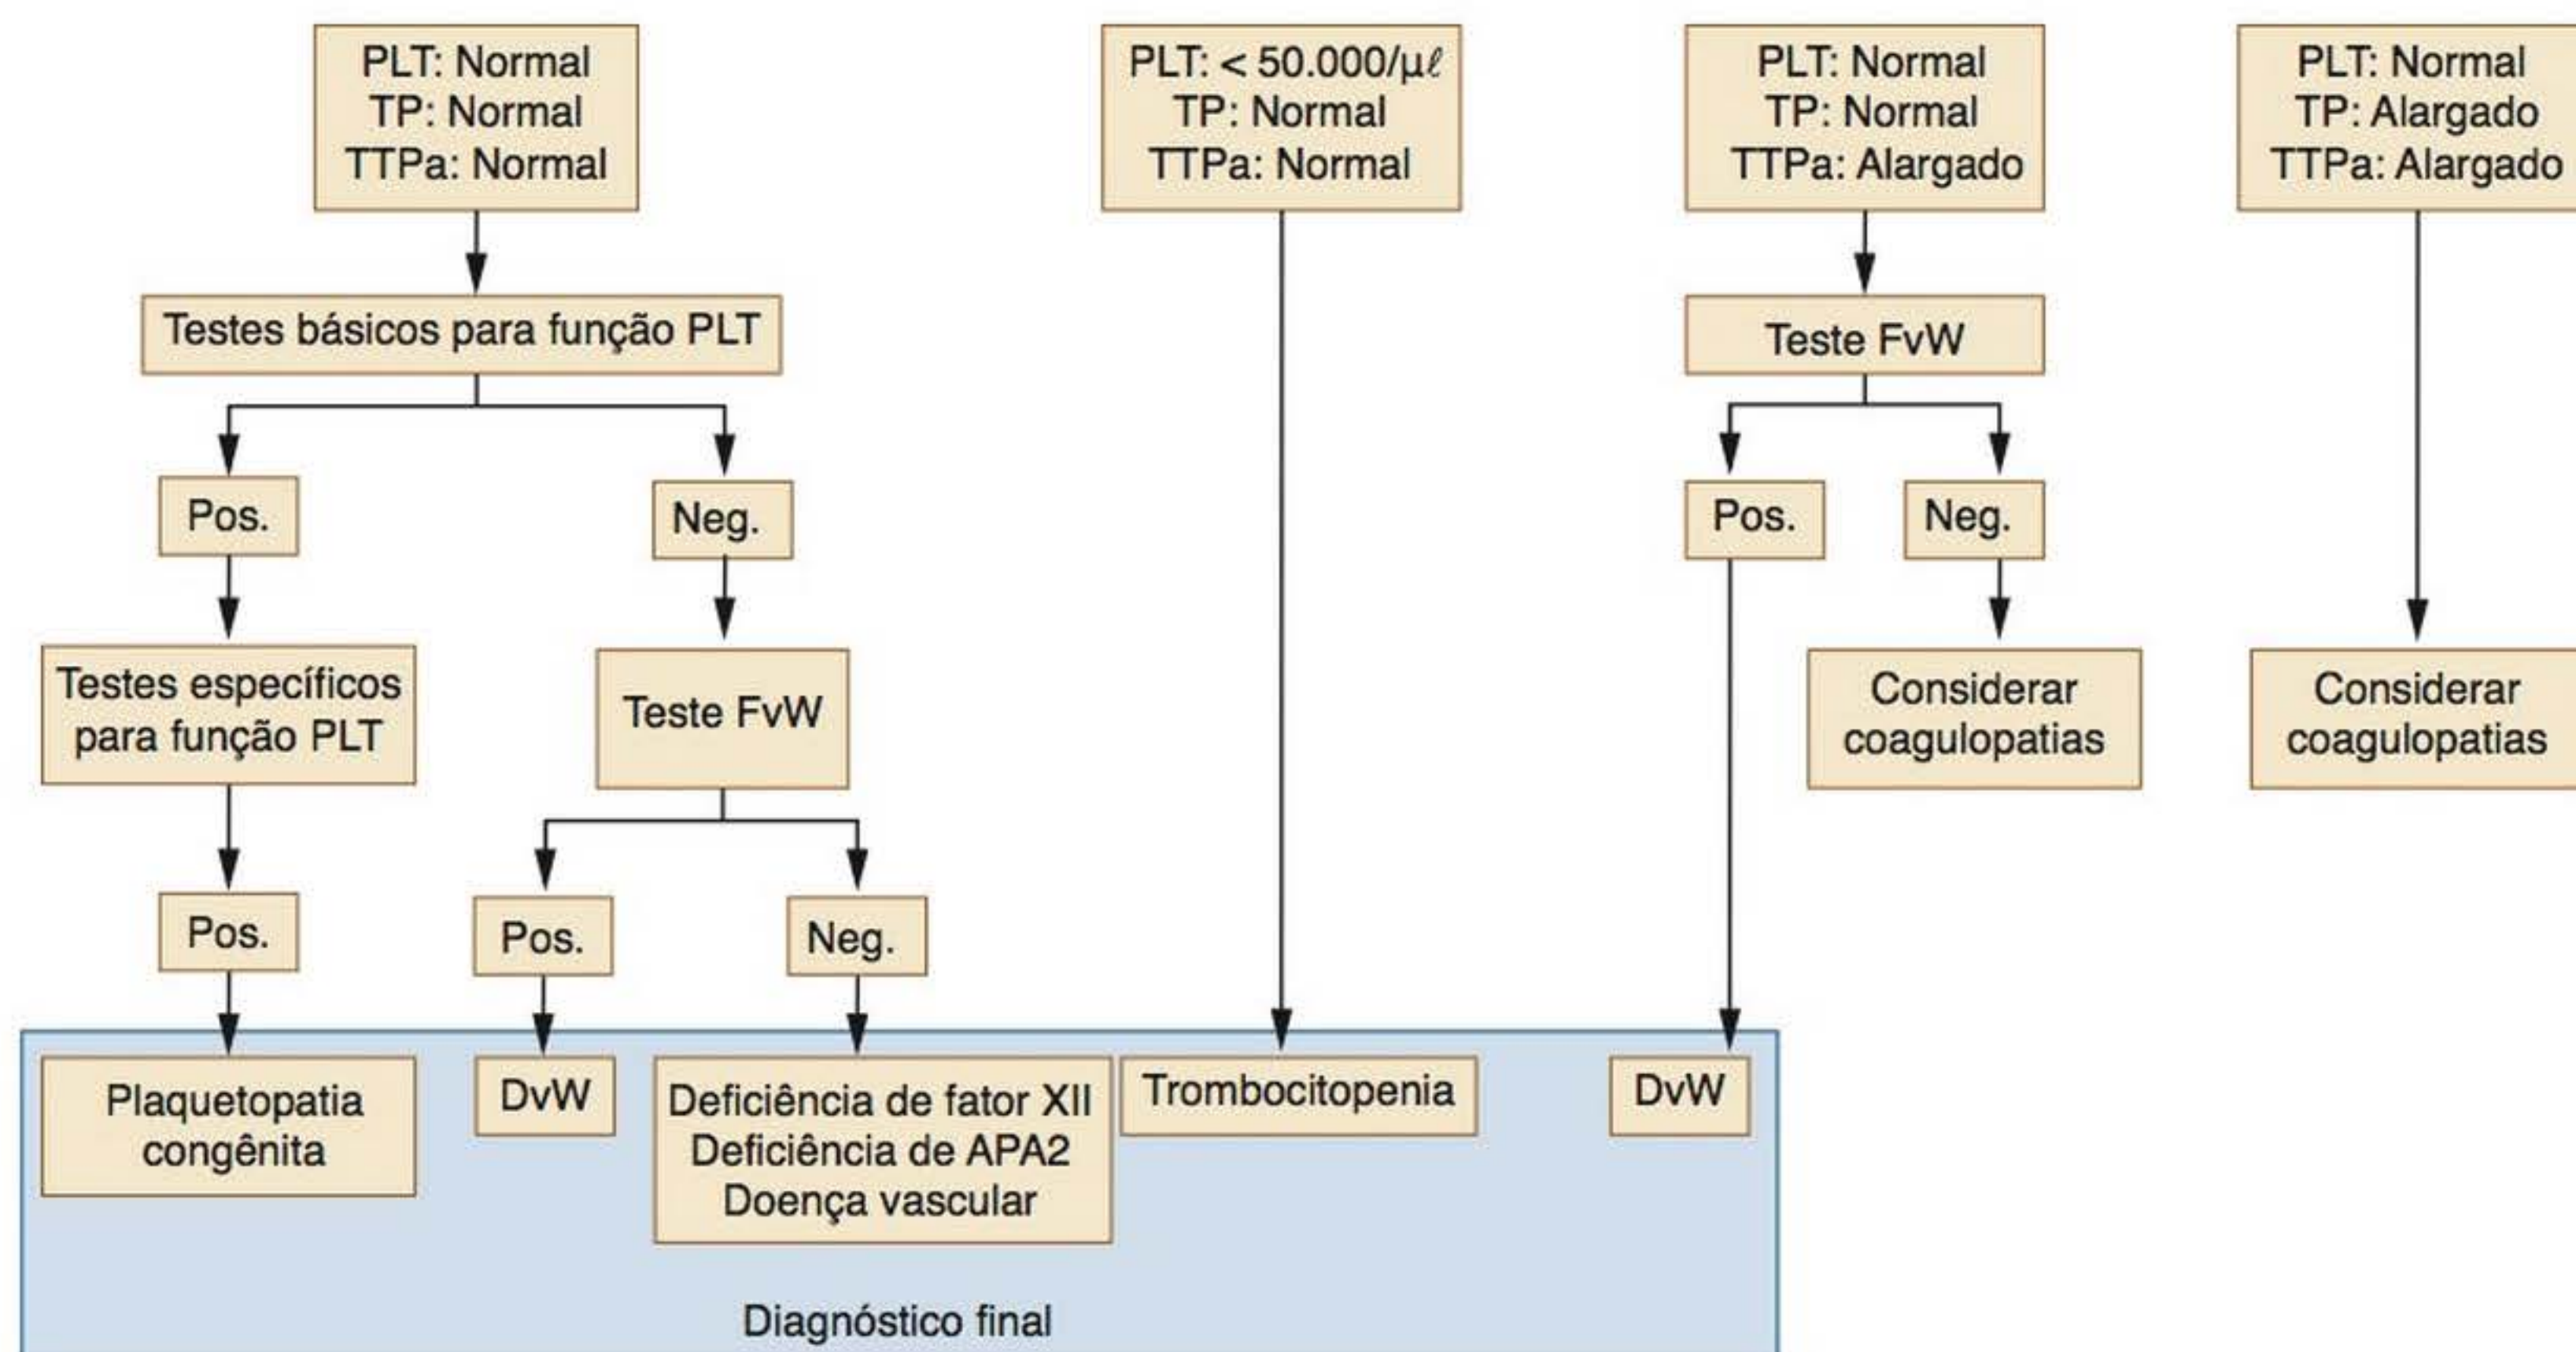 PLT: Normal
TP: Normal
TTPa: Normal
PLT: < 50.000/µℓ
TP: Normal
TTPa: Normal
PLT: Normal
TP: Normal
TTPa: Alargado
PLT: Normal
TP: Alargado
TTPa: Alargado
Testes básicos para função PLT
Teste FvW
Pos.
Neg.
Pos.
Neg.
Testes específicos
para função PLT
Teste FvW
Considerar
coagulopatias
Considerar
coagulopatias
Pos.
Pos.
Neg.
Plaquetopatia
congênita
DvW
Deficiência de fator XII
Deficiência de APA2
Doença vascular
Trombocitopenia
DvW
Diagnóstico final